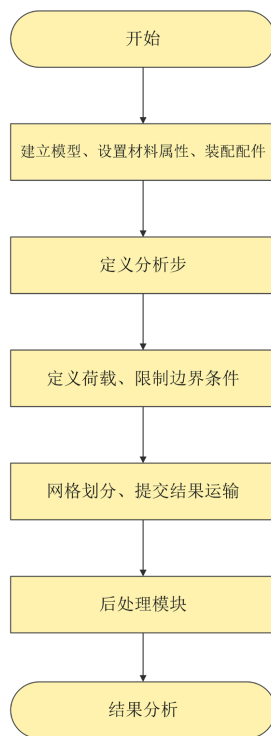 开始
建立模型、设置材料属性、装配配件
定义分析步
定义荷载、限制边界条件
网格划分、提交结果运输
后处理模块
结果分析